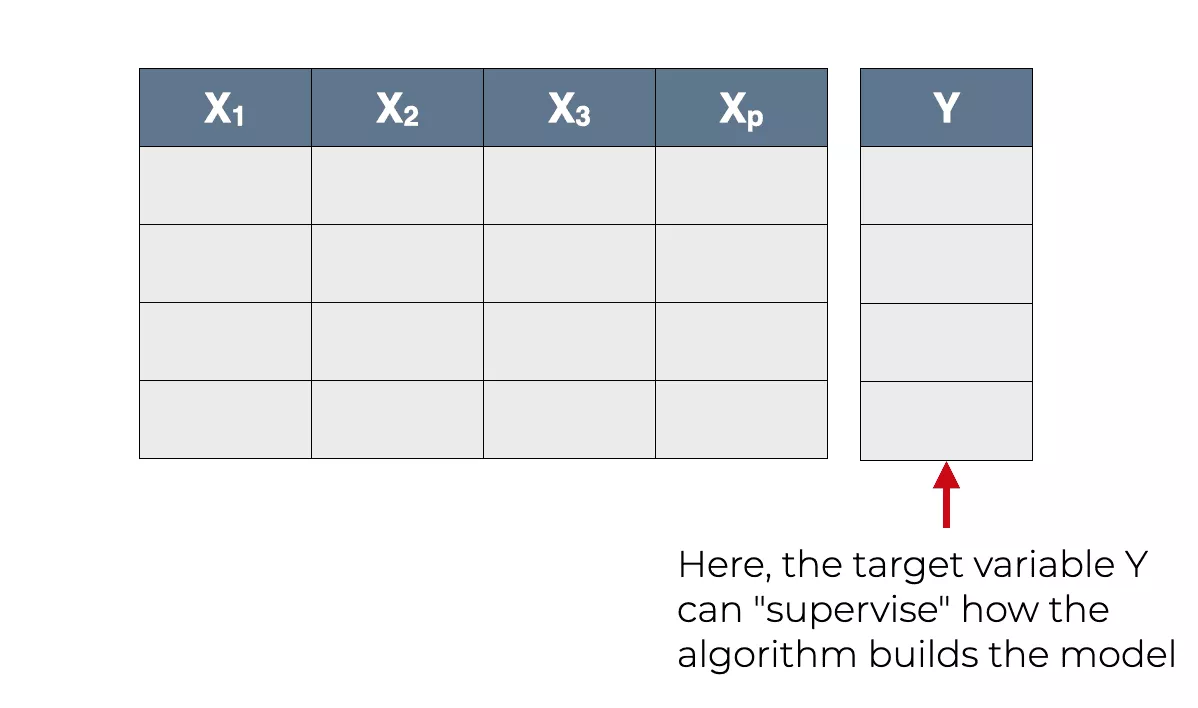 X₁ X₂ X₃ Xₚ Y
Here, the target variable Y
can "supervise" how the
algorithm builds the model